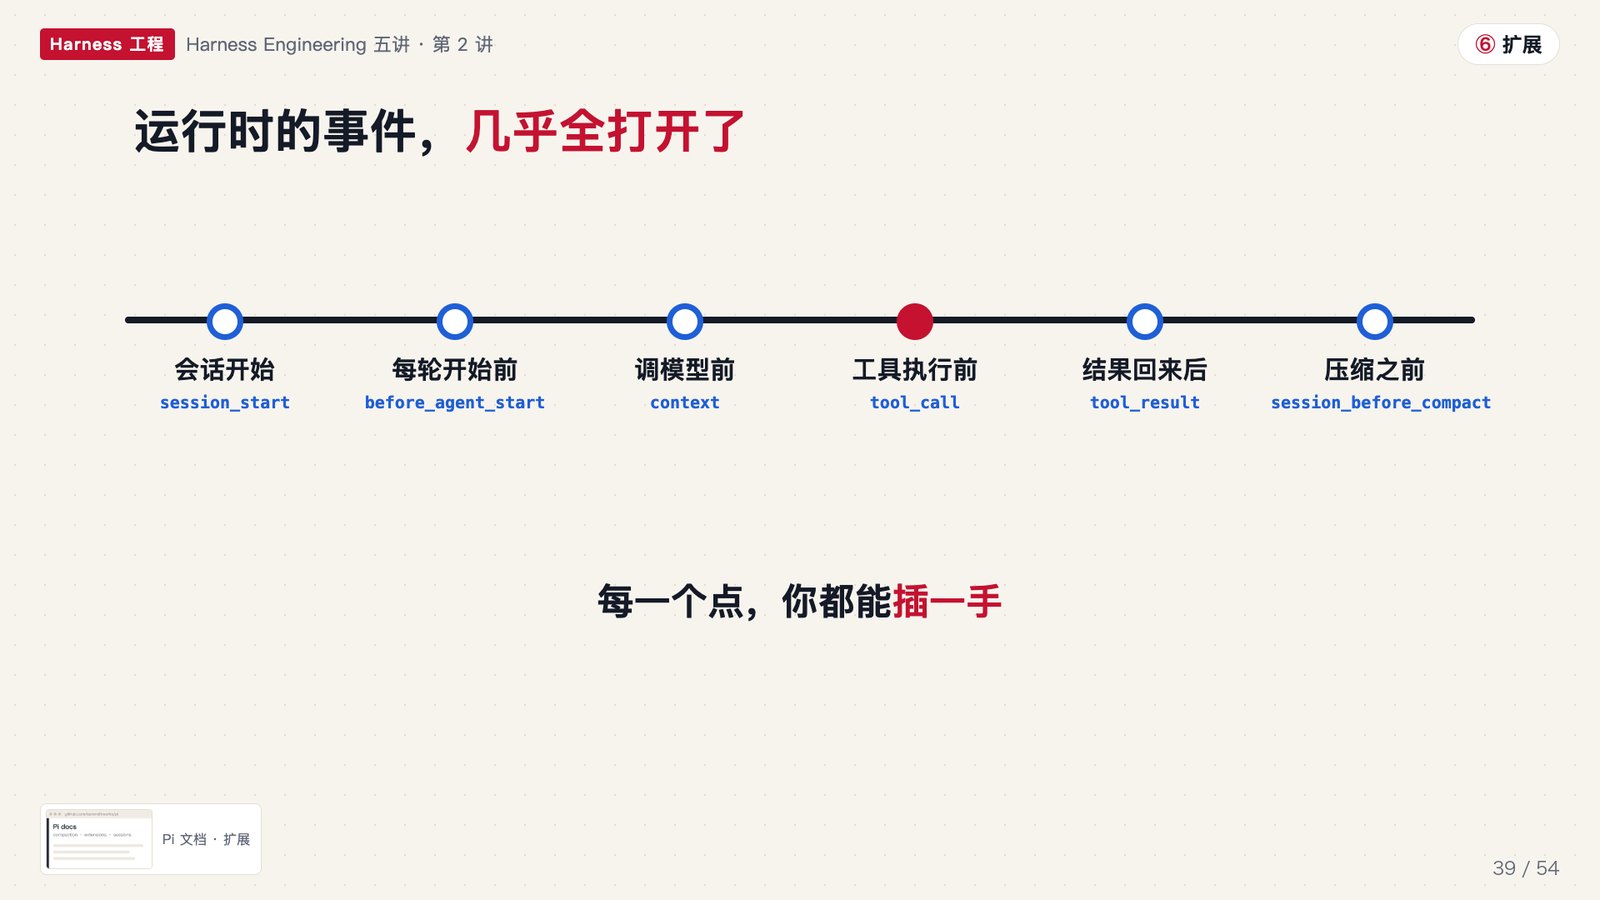 Harness 工程 Harness Engineering 五讲 · 第 2 讲
⑥ 扩展
运行时的事件，几乎全打开了
会话开始 每轮开始前 调模型前 工具执行前 结果回来后 压缩之前
session_start before_agent_start context tool_call tool_result session_before_compact
每一个点，你都能插一手
Pi docs
compaction · extensions · sessions
Pi 文档 · 扩展
39 / 54